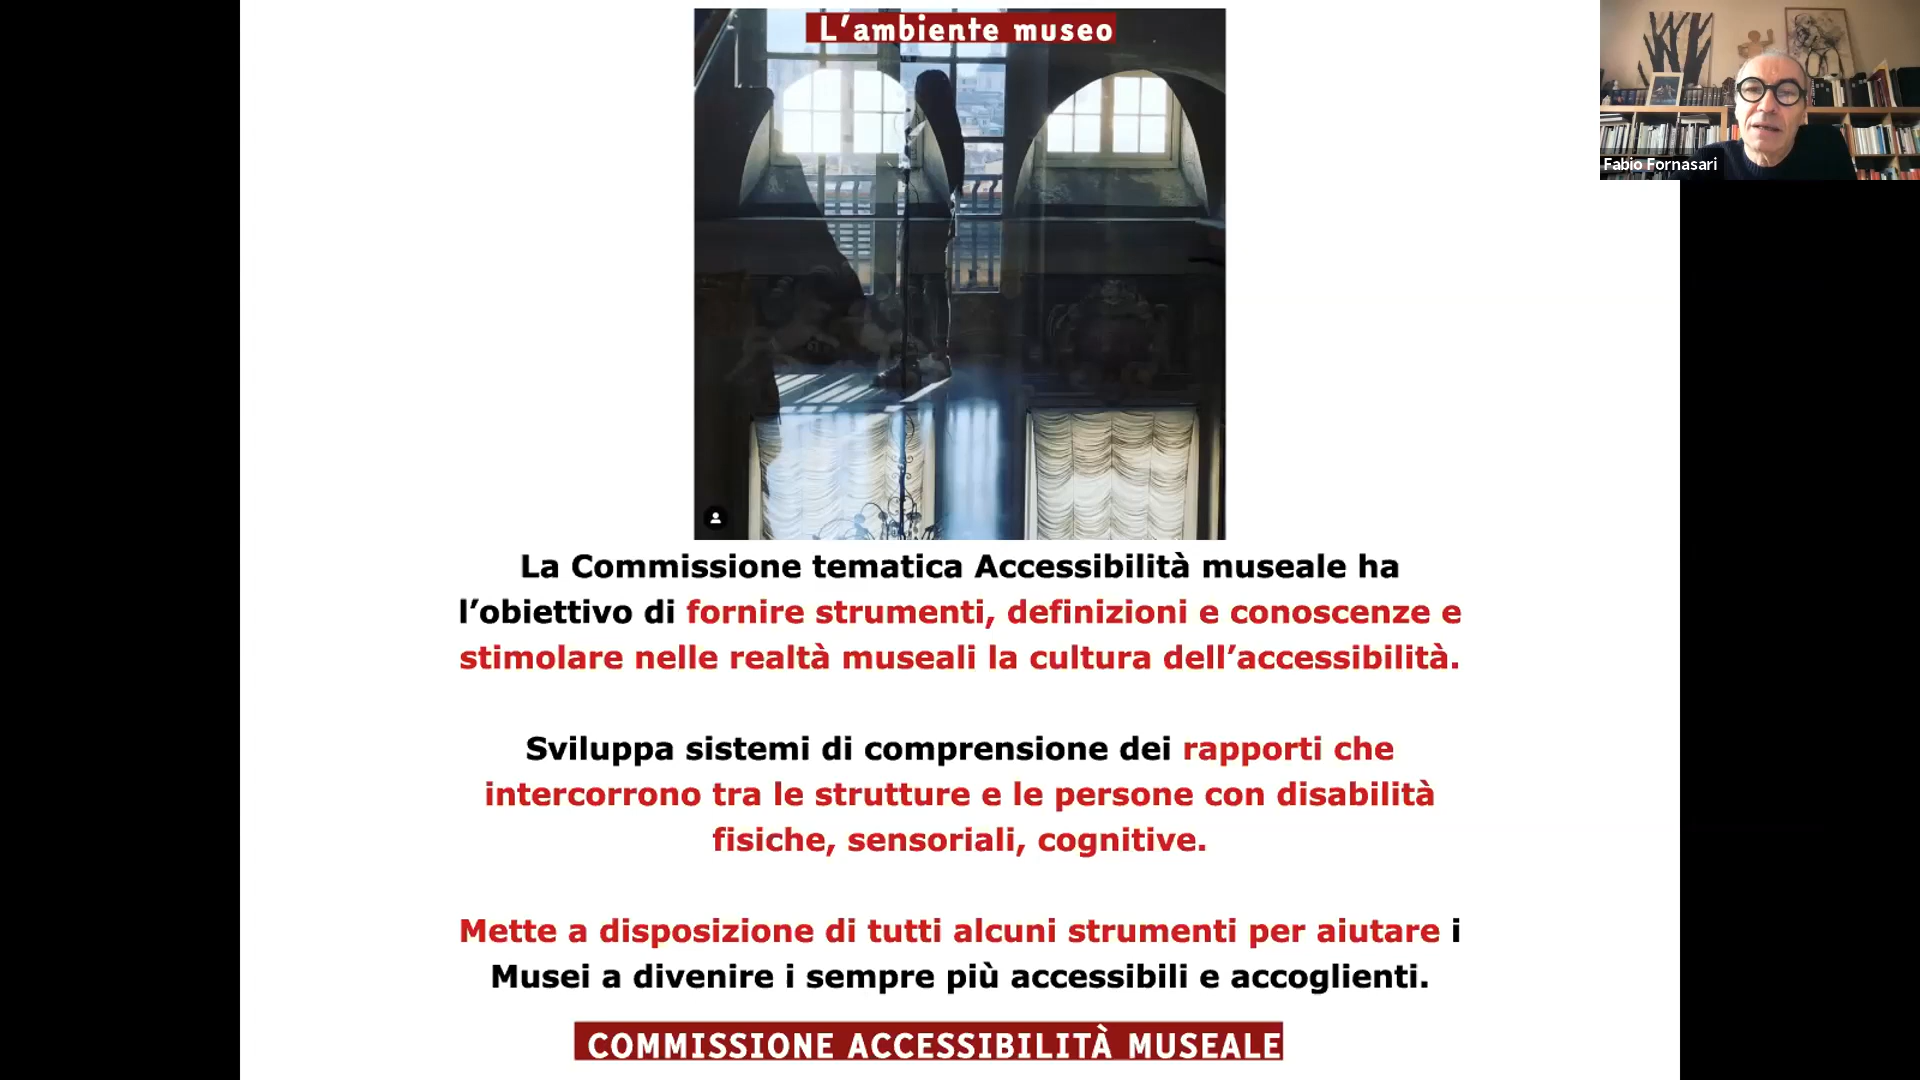 L'ambiente museo
Fabio Fornasari
La Commissione tematica Accessibilità museale ha
l’obiettivo di fornire strumenti, definizioni e conoscenze e
stimolare nelle realtà museali la cultura dell’accessibilità.
Sviluppa sistemi di comprensione dei rapporti che
intercorrono tra le strutture e le persone con disabilità
fisiche, sensoriali, cognitive.
Mette a disposizione di tutti alcuni strumenti per aiutare i
Musei a divenire i sempre più accessibili e accoglienti.
COMMISSIONE ACCESSIBILITÀ MUSEALE